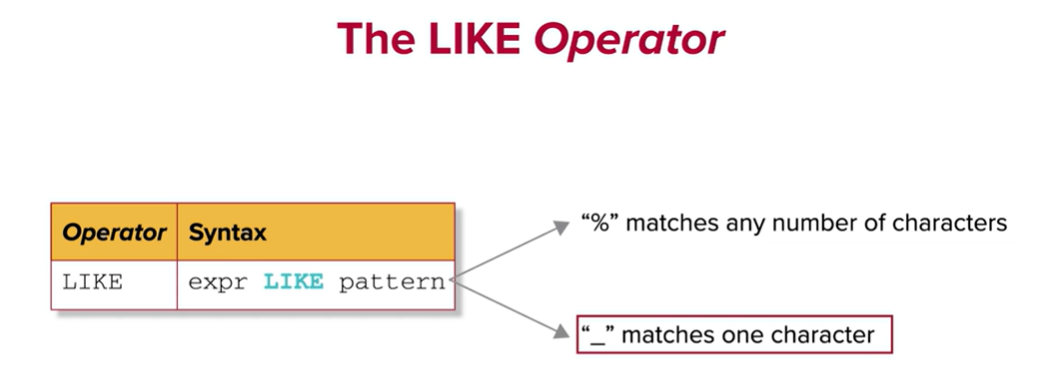 The LIKE Operator
Operator Syntax
LIKE expr LIKE pattern
“%” matches any number of characters
“_” matches one character